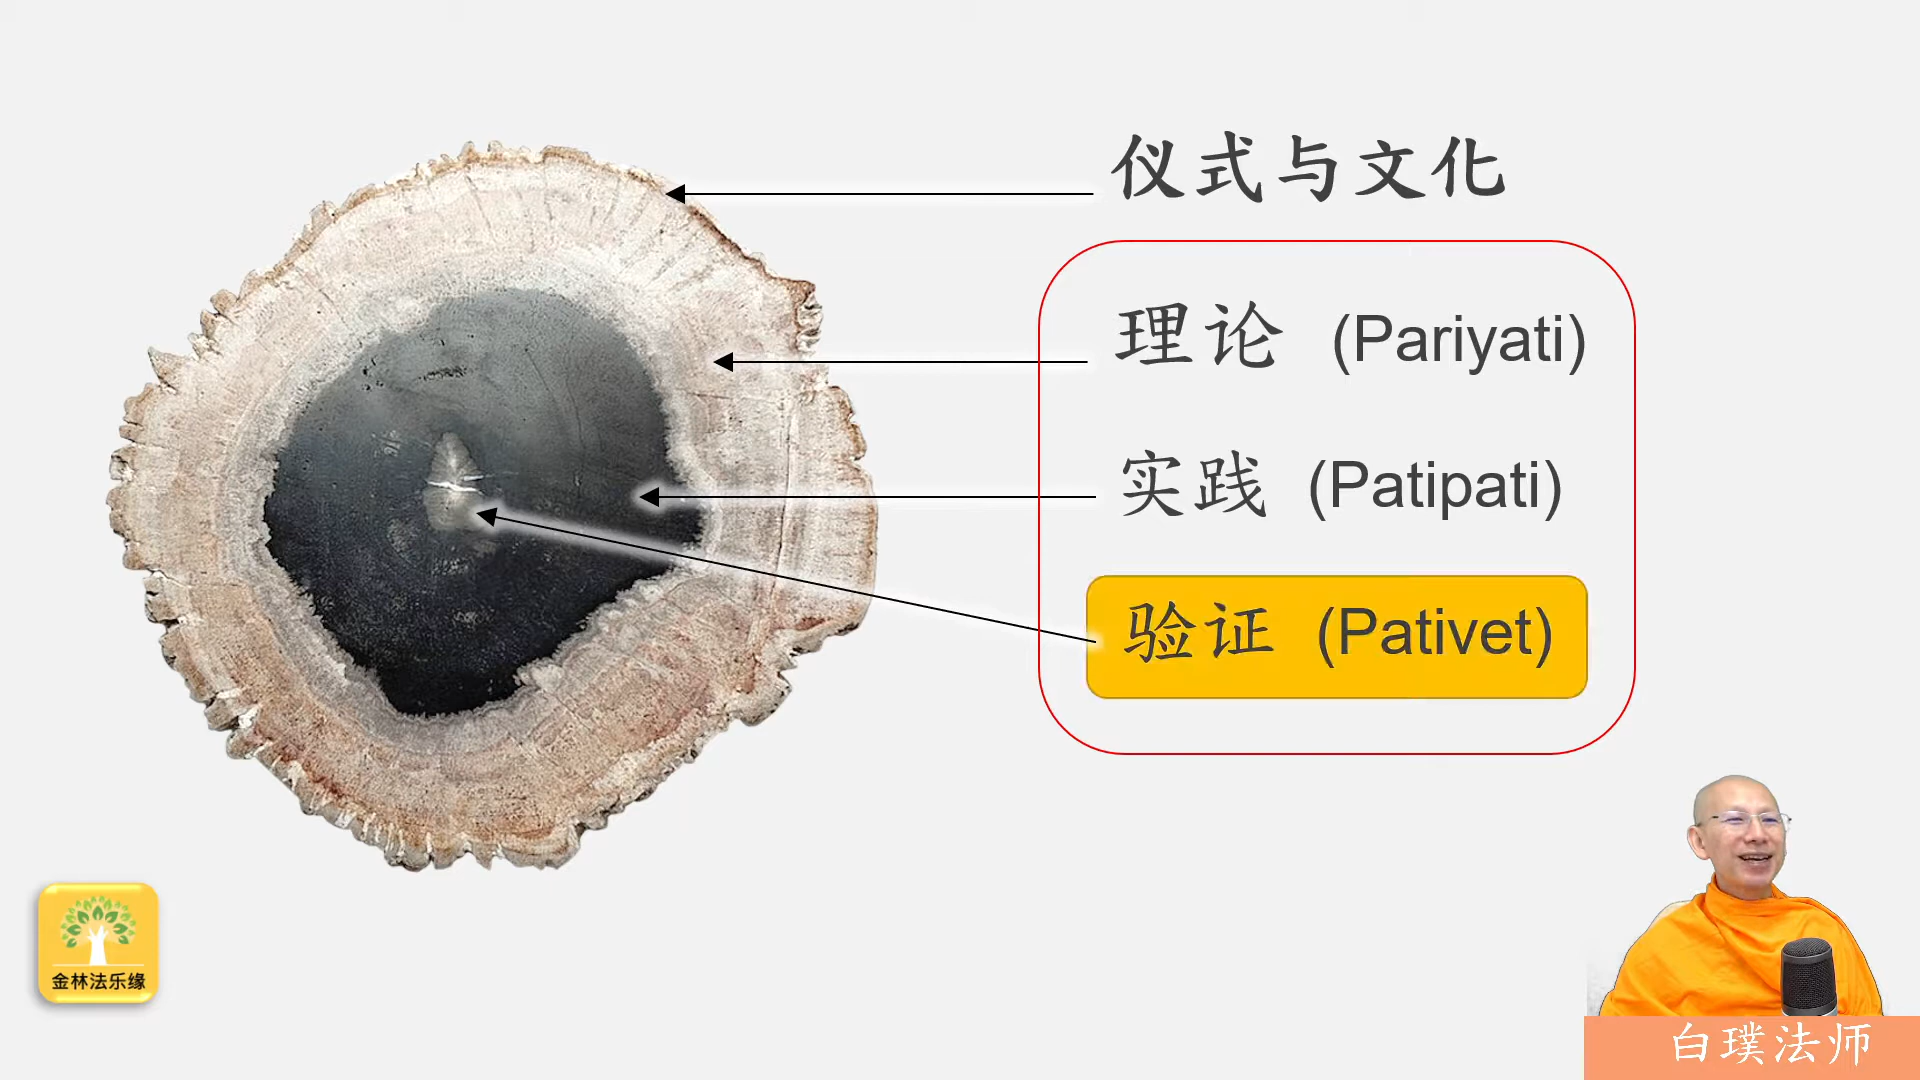 仪式与文化
理论 (Pariyati)
实践 (Patipati)
验证 (Pativet)
金林法乐缘
白璞法师